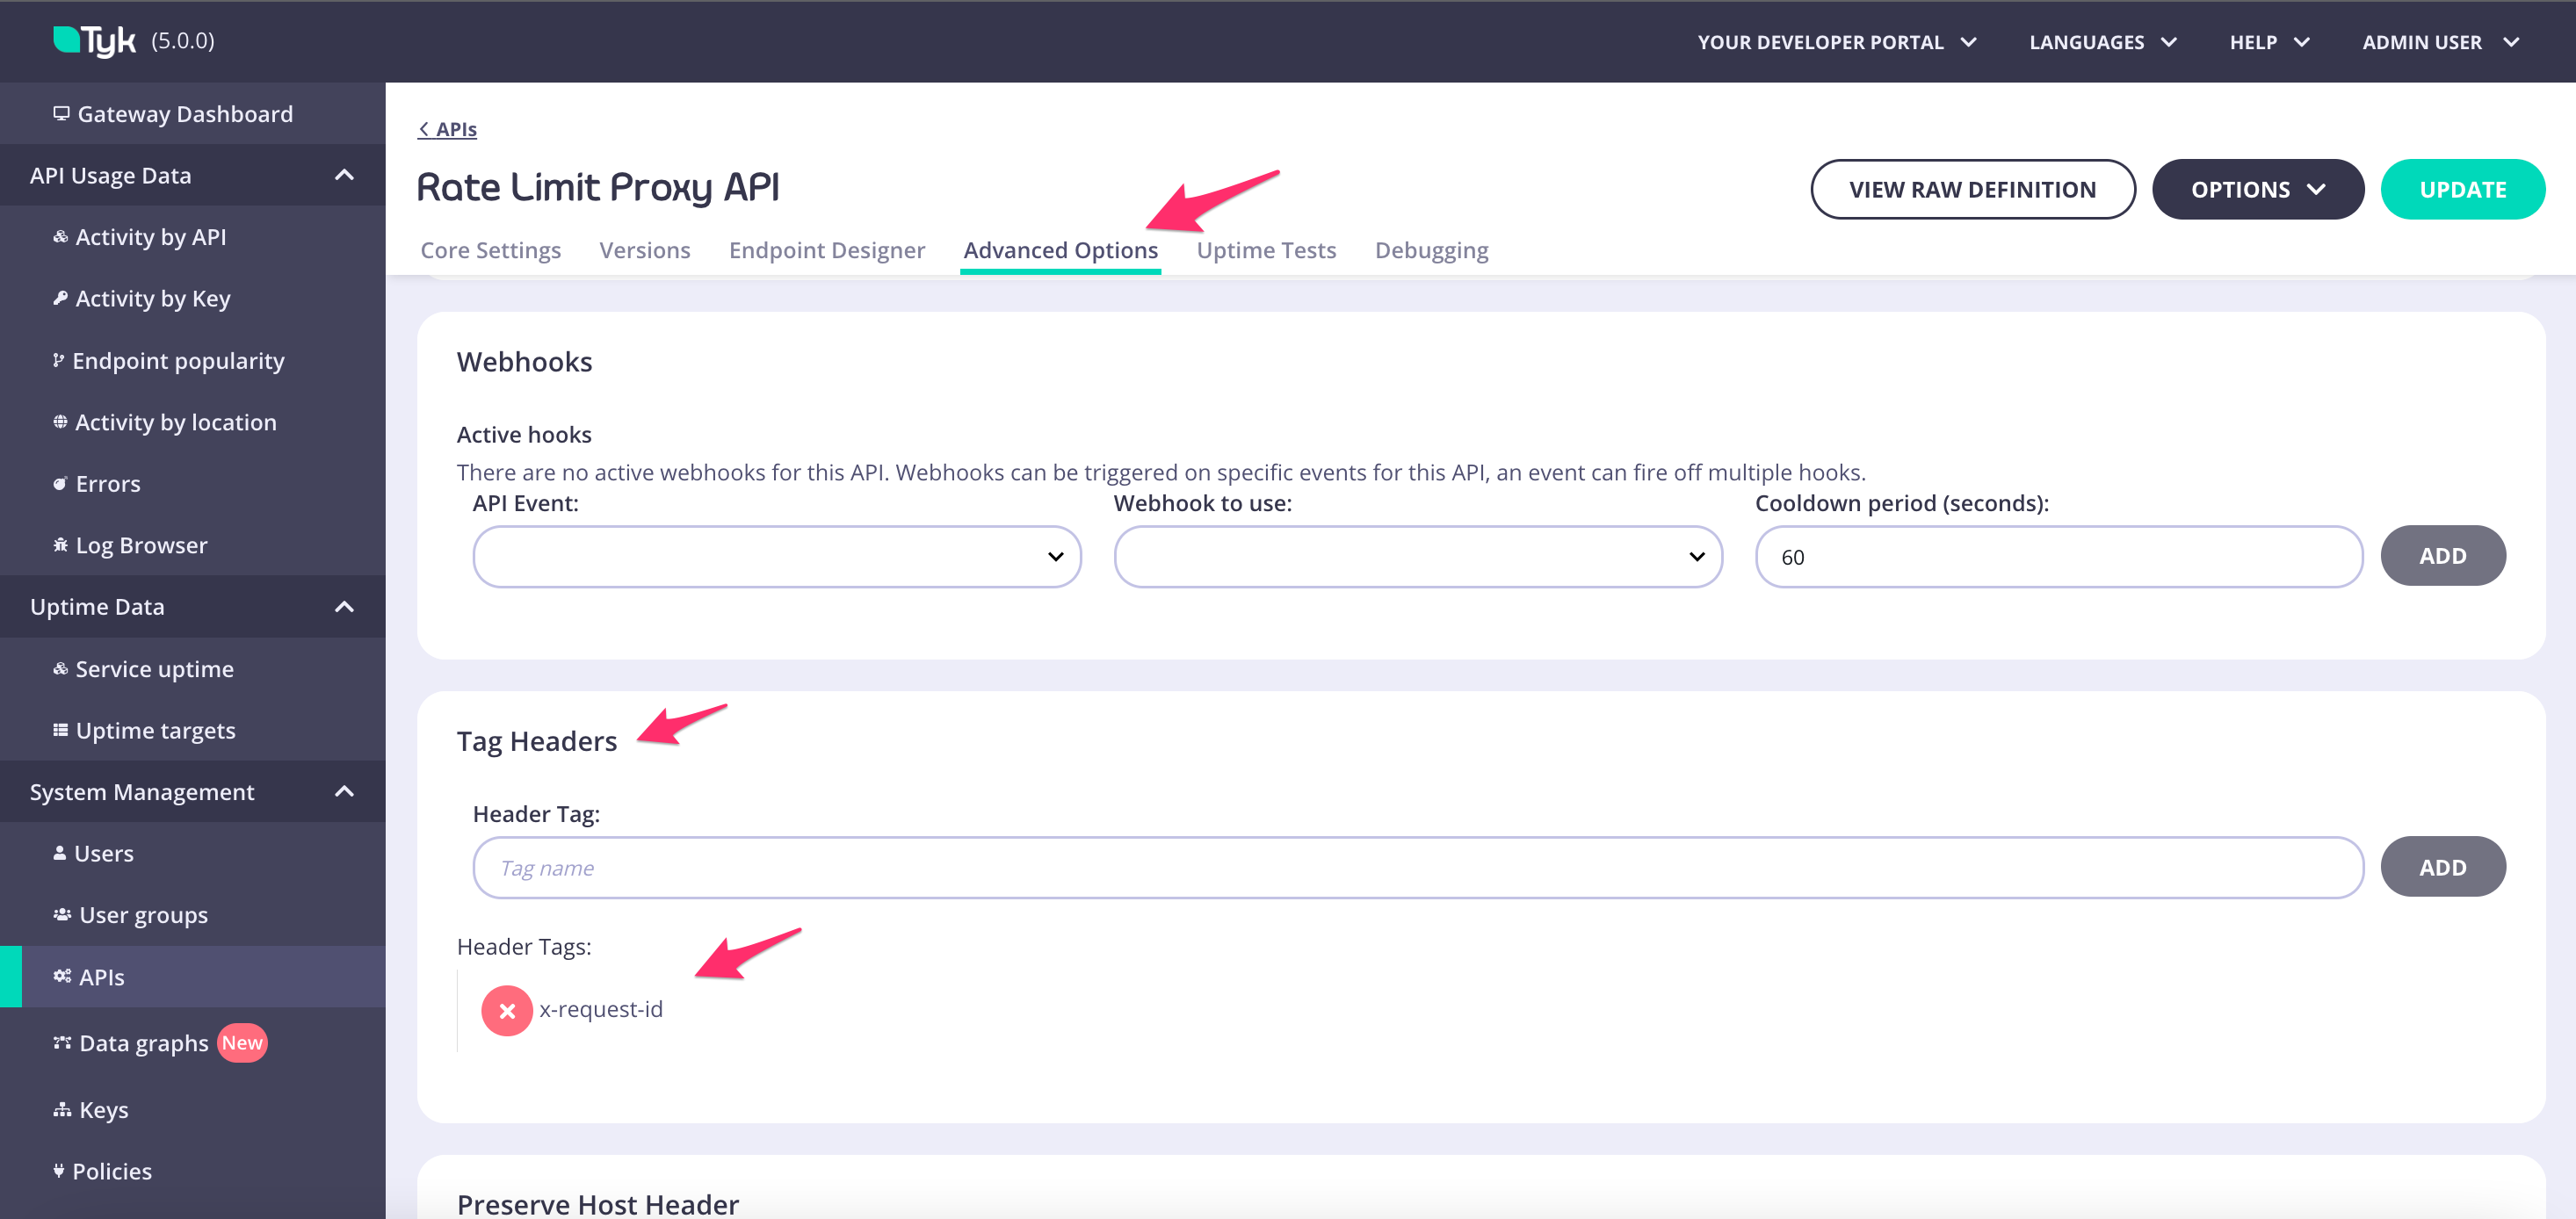 Tyk (5.0.0)
YOUR DEVELOPER PORTAL
LANGUAGES
HELP
ADMIN USER
Gateway Dashboard
API Usage Data
Activity by API
Activity by Key
Endpoint popularity
Activity by location
Errors
Log Browser
Uptime Data
Service uptime
Uptime targets
System Management
Users
User groups
APIs
Data graphs New
Keys
Policies
APIs
Rate Limit Proxy API
VIEW RAW DEFINITION
OPTIONS
UPDATE
Core Settings
Versions
Endpoint Designer
Advanced Options
Uptime Tests
Debugging
Webhooks
Active hooks
There are no active webhooks for this API. Webhooks can be triggered on specific events for this API, an event can fire off multiple hooks.
API Event:
Webhook to use:
Cooldown period (seconds):
60
ADD
Tag Headers
Header Tag:
Tag name
ADD
Header Tags:
x-request-id
Preserve Host Header